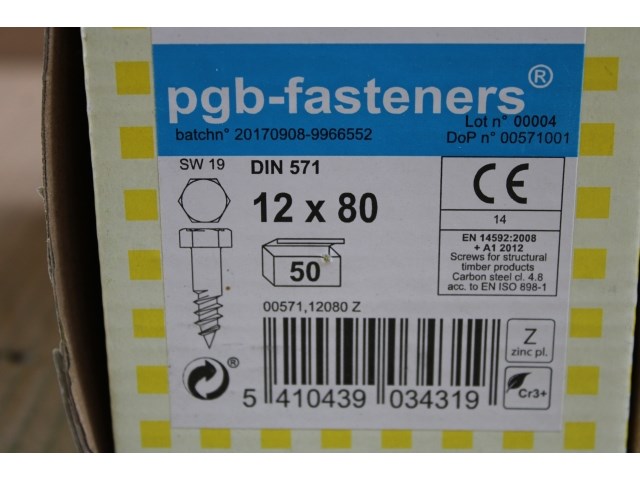 pgb-fasteners®
Lot n° 00004
batchn° 20170908-9966552
DoP n° 00571001
SW 19
DIN 571
12 x 80
50
CE
14
EN 14592:2008
+ A1 2012
Screws for structural
timber products
Carbon steel cl. 4.8
acc. to EN ISO 898-1
00571,12080 Z
Z
zinc pl.
Cr3+
®
5 410439 034319